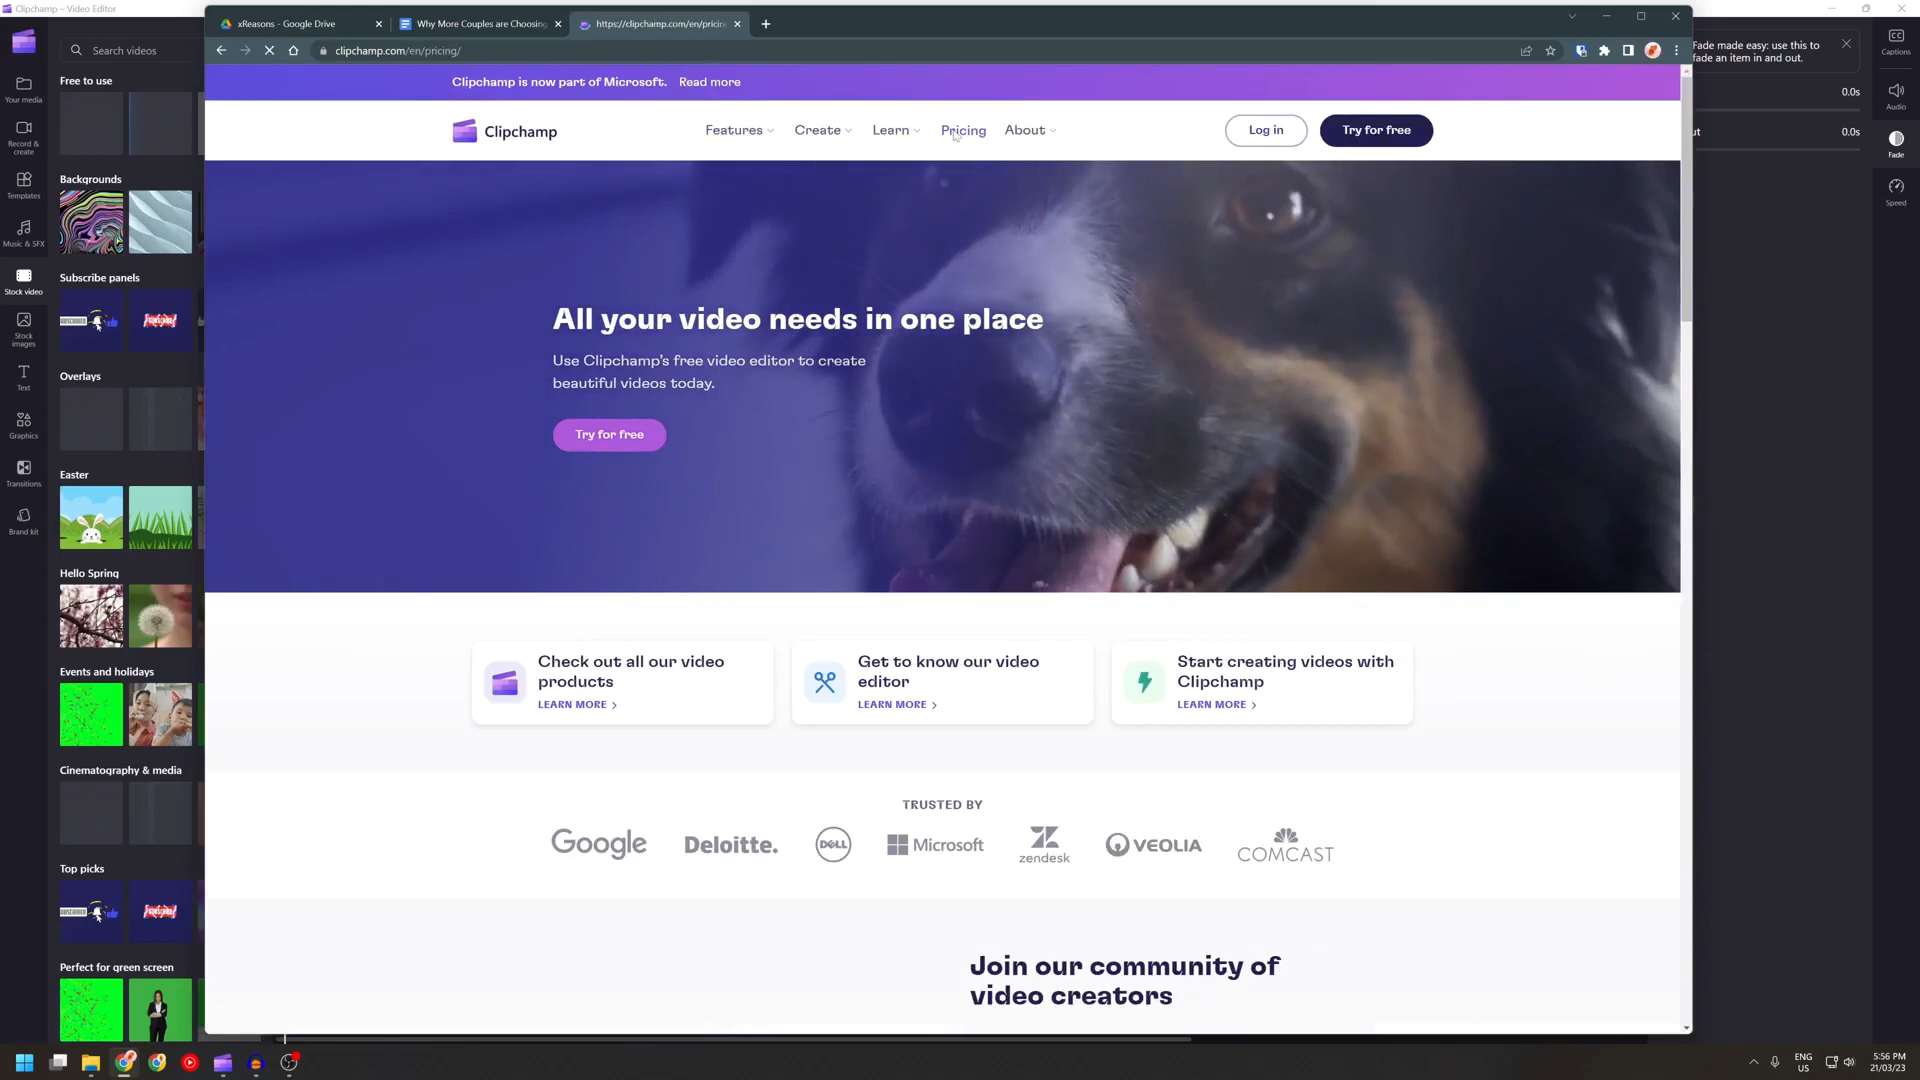 Clipchamp – Video Editor
xReasons - Google Drive
Why More Couples are Choosing
https://clipchamp.com/en/pricin
clipchamp.com/en/pricing/
Search videos
Fade made easy: use this to
fade an item in and out.
Captions
Clipchamp is now part of Microsoft. Read more
Free to use
Your media
0.0s
Audio
Clipchamp
Features
Create
Learn
Pricing
About
Log in
Try for free
Record &
create
ut
0.0s
Fade
Backgrounds
Templates
Speed
Music & SFX
Subscribe panels
Stock video
All your video needs in one place
Use Clipchamp's free video editor to create
beautiful videos today.
Try for free
Stock
images
Overlays
Text
Graphics
Easter
Transitions
Brand kit
Hello Spring
Events and holidays
Check out all our video
products
LEARN MORE
Get to know our video
editor
LEARN MORE
Start creating videos with
Clipchamp
LEARN MORE
Cinematography & media
TRUSTED BY
Google
Deloitte.
DELL
Microsoft
zendesk
VEOLIA
COMCAST
Top picks
Perfect for green screen
Join our community of
video creators
ENG
US
5:56 PM
21/03/23